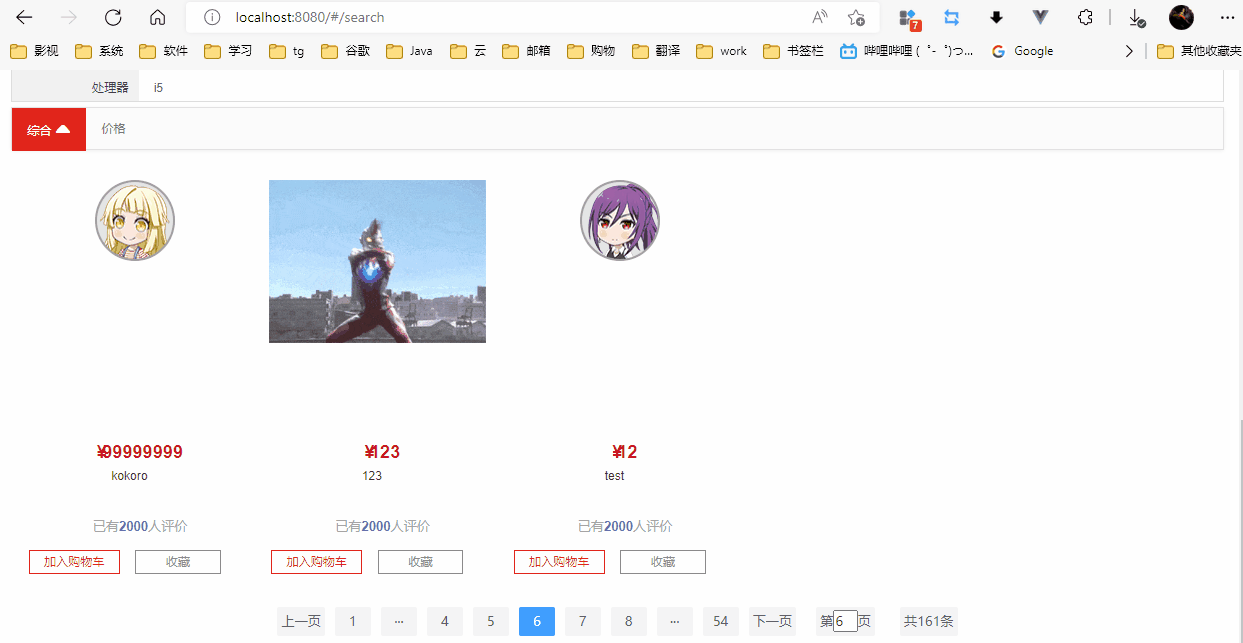 localhost:8080/#/search
7
影视 系统 软件 学习 tg 谷歌 Java 云 邮箱 购物 翻译 work 书签栏 哔哩哔哩 ( ゜- ゜)つ... Google 其他收藏夹
处理器 i5
综合 价格
¥99999999 ¥123 ¥12
kokoro 123 test
已有2000人评价 已有2000人评价 已有2000人评价
加入购物车 收藏 加入购物车 收藏 加入购物车 收藏
上一页 1 ··· 4 5 6 7 8 ··· 54 下一页 第6页 共161条